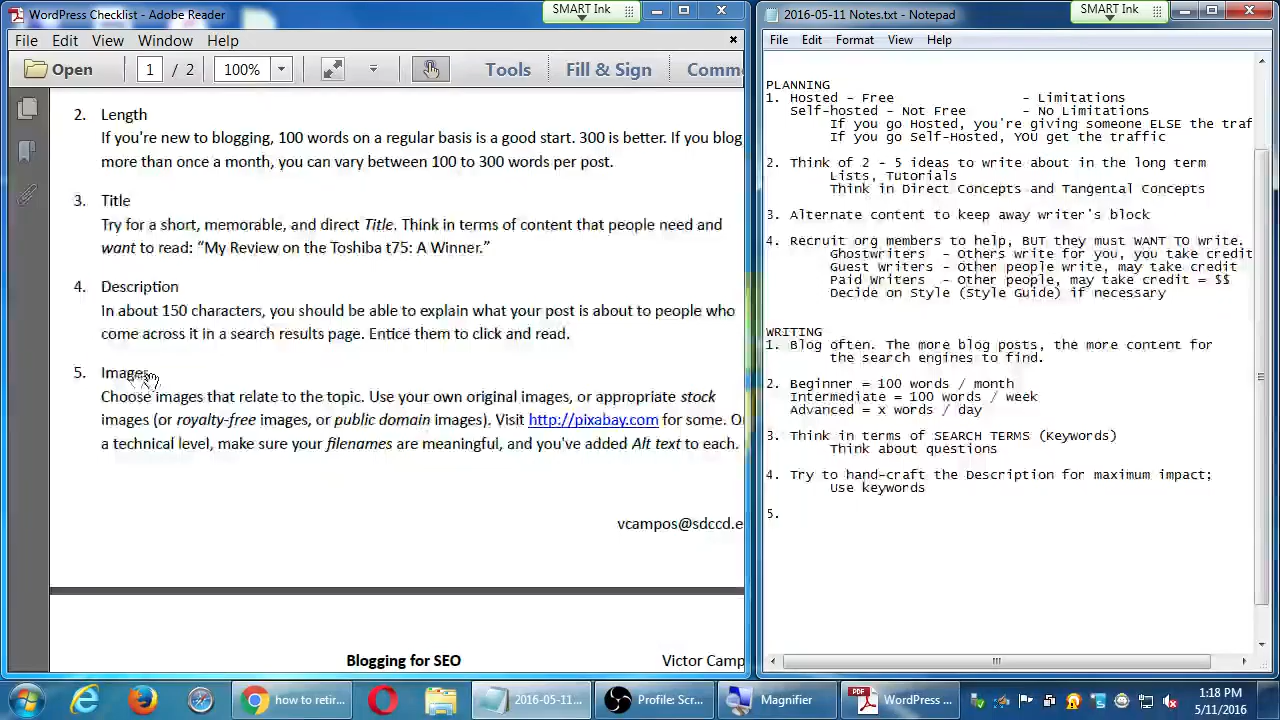 WordPress Checklist - Adobe Reader
SMART Ink
File Edit View Window Help
Open 1 / 2 100% Tools Fill & Sign Comme
2. Length
If you're new to blogging, 100 words on a regular basis is a good start. 300 is better. If you blog
more than once a month, you can vary between 100 to 300 words per post.
3. Title
Try for a short, memorable, and direct Title. Think in terms of content that people need and
want to read: “My Review on the Toshiba t75: A Winner.”
4. Description
In about 150 characters, you should be able to explain what your post is about to people who
come across it in a search results page. Entice them to click and read.
5. Images
Choose images that relate to the topic. Use your own original images, or appropriate stock
images (or royalty-free images, or public domain images). Visit http://pixabay.com for some. O
a technical level, make sure your filenames are meaningful, and you've added Alt text to each.
vcampos@sdccd.e
Blogging for SEO Victor Camp
2016-05-11 Notes.txt - Notepad
SMART Ink
File Edit Format View Help
PLANNING
1. Hosted - Free - Limitations
Self-hosted - Not Free - No Limitations
If you go Hosted, you're giving someone ELSE the traf
If you go Self-Hosted, YOU get the traffic
2. Think of 2 - 5 ideas to write about in the long term
Lists, Tutorials
Think in Direct Concepts and Tangental Concepts
3. Alternate content to keep away writer's block
4. Recruit org members to help, BUT they must WANT TO write.
Ghostwriters - Others write for you, you take credit
Guest Writers - Other people write, may take credit
Paid Writers - Other people, may take credit = $$
Decide on Style (Style Guide) if necessary
WRITING
1. Blog often. The more blog posts, the more content for
the search engines to find.
2. Beginner = 100 words / month
Intermediate = 100 words / week
Advanced = x words / day
3. Think in terms of SEARCH TERMS (Keywords)
Think about questions
4. Try to hand-craft the Description for maximum impact;
Use keywords
5.
how to retir...
2016-05-11...
Profile: Scr...
Magnifier
WordPress ...
1:18 PM
5/11/2016